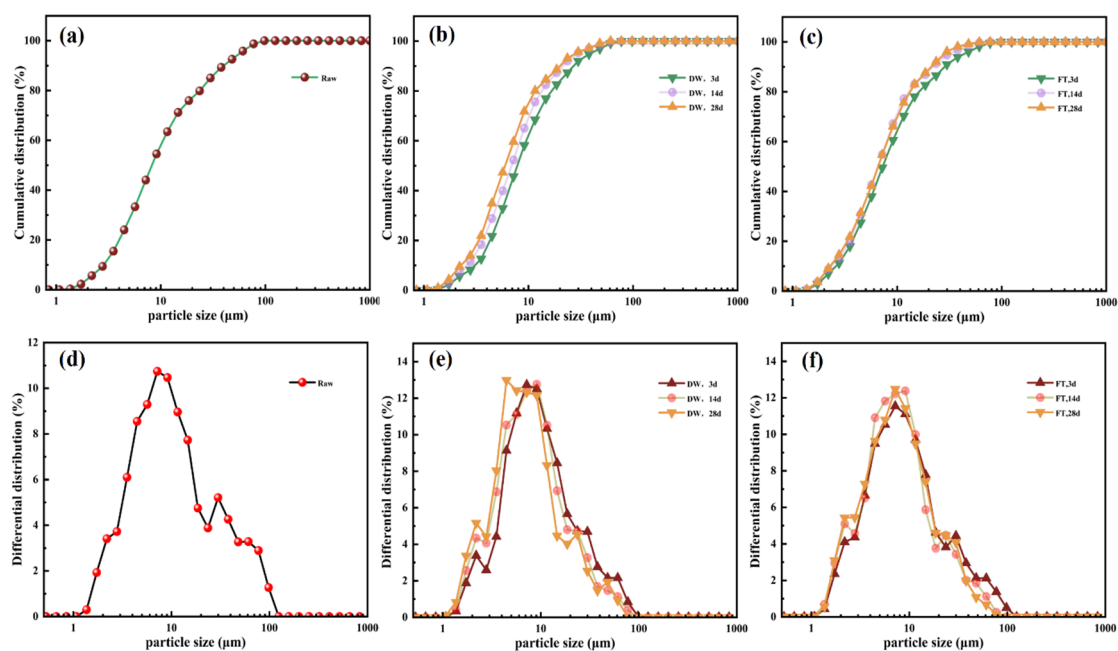 (a)
Cumulative distribution (%)
100
80
60
40
20
0
Raw
1
10
100
1000
particle size (μm)
(b)
Cumulative distribution (%)
100
80
60
40
20
0
DW，3d
DW，14d
DW，28d
1
10
100
1000
particle size (μm)
(c)
Cumulative distribution (%)
100
80
60
40
20
0
FT,3d
FT,14d
FT,28d
1
10
100
1000
particle size (μm)
(d)
Differential distribution (%)
12
10
8
6
4
2
0
Raw
1
10
100
1000
particle size (μm)
(e)
Differential distribution (%)
14
12
10
8
6
4
2
0
DW，3d
DW，14d
DW，28d
1
10
100
1000
particle size (μm)
(f)
Differential distribution (%)
14
12
10
8
6
4
2
0
FT,3d
FT,14d
FT,28d
1
10
100
1000
particle size (μm)